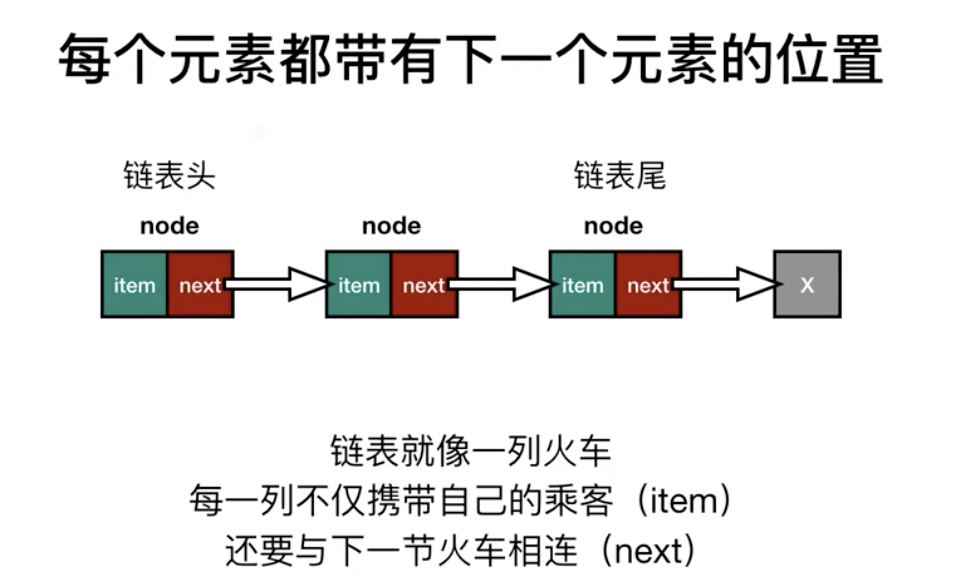 每个元素都带有下一个元素的位置
链表头
链表尾
node
node
node
item next
item next
item next
X
链表就像一列火车
每一列不仅携带自己的乘客（item）
还要与下一节火车相连（next）